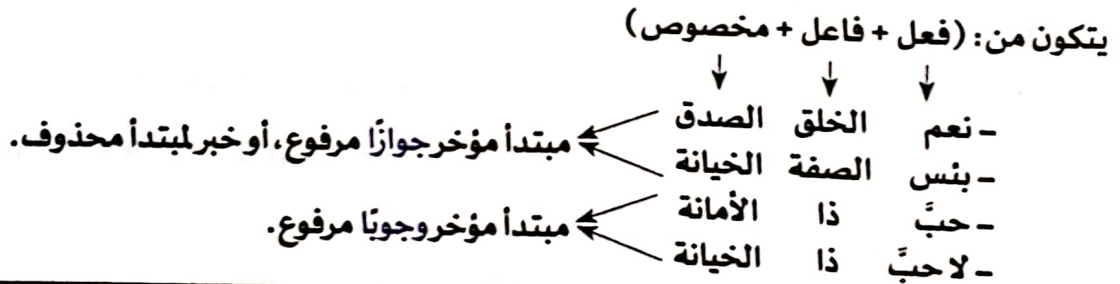 يتكون من: (فعل + فاعل + مخصوص)
- نعم الخلق الصدق
- بئس الصفة الخيانة
مبتدأ مؤخر جوازًا مرفوع، أو خبر لمبتدأ محذوف.
- حبَّ ذا الأمانة
- لا حبَّ ذا الخيانة
مبتدأ مؤخر وجوبًا مرفوع.